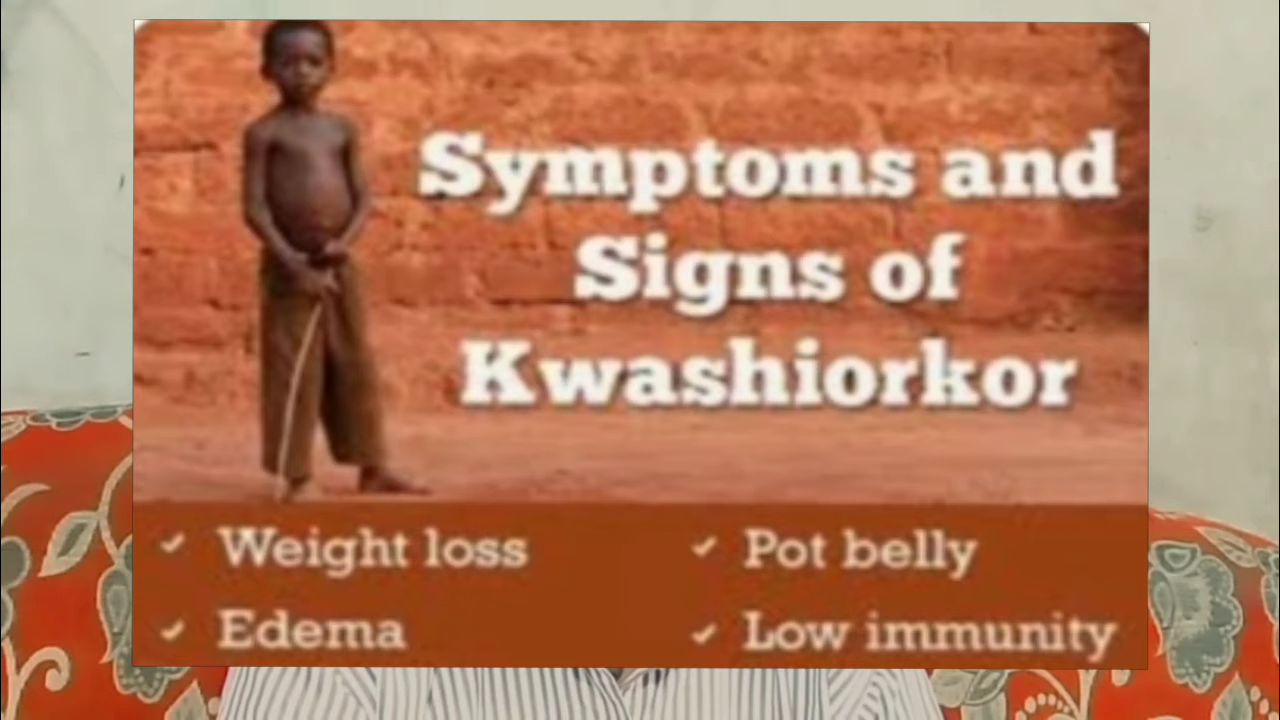 Symptoms and
Signs of
Kwashiorkor
Weight loss
Pot belly
Edema
Low immunity